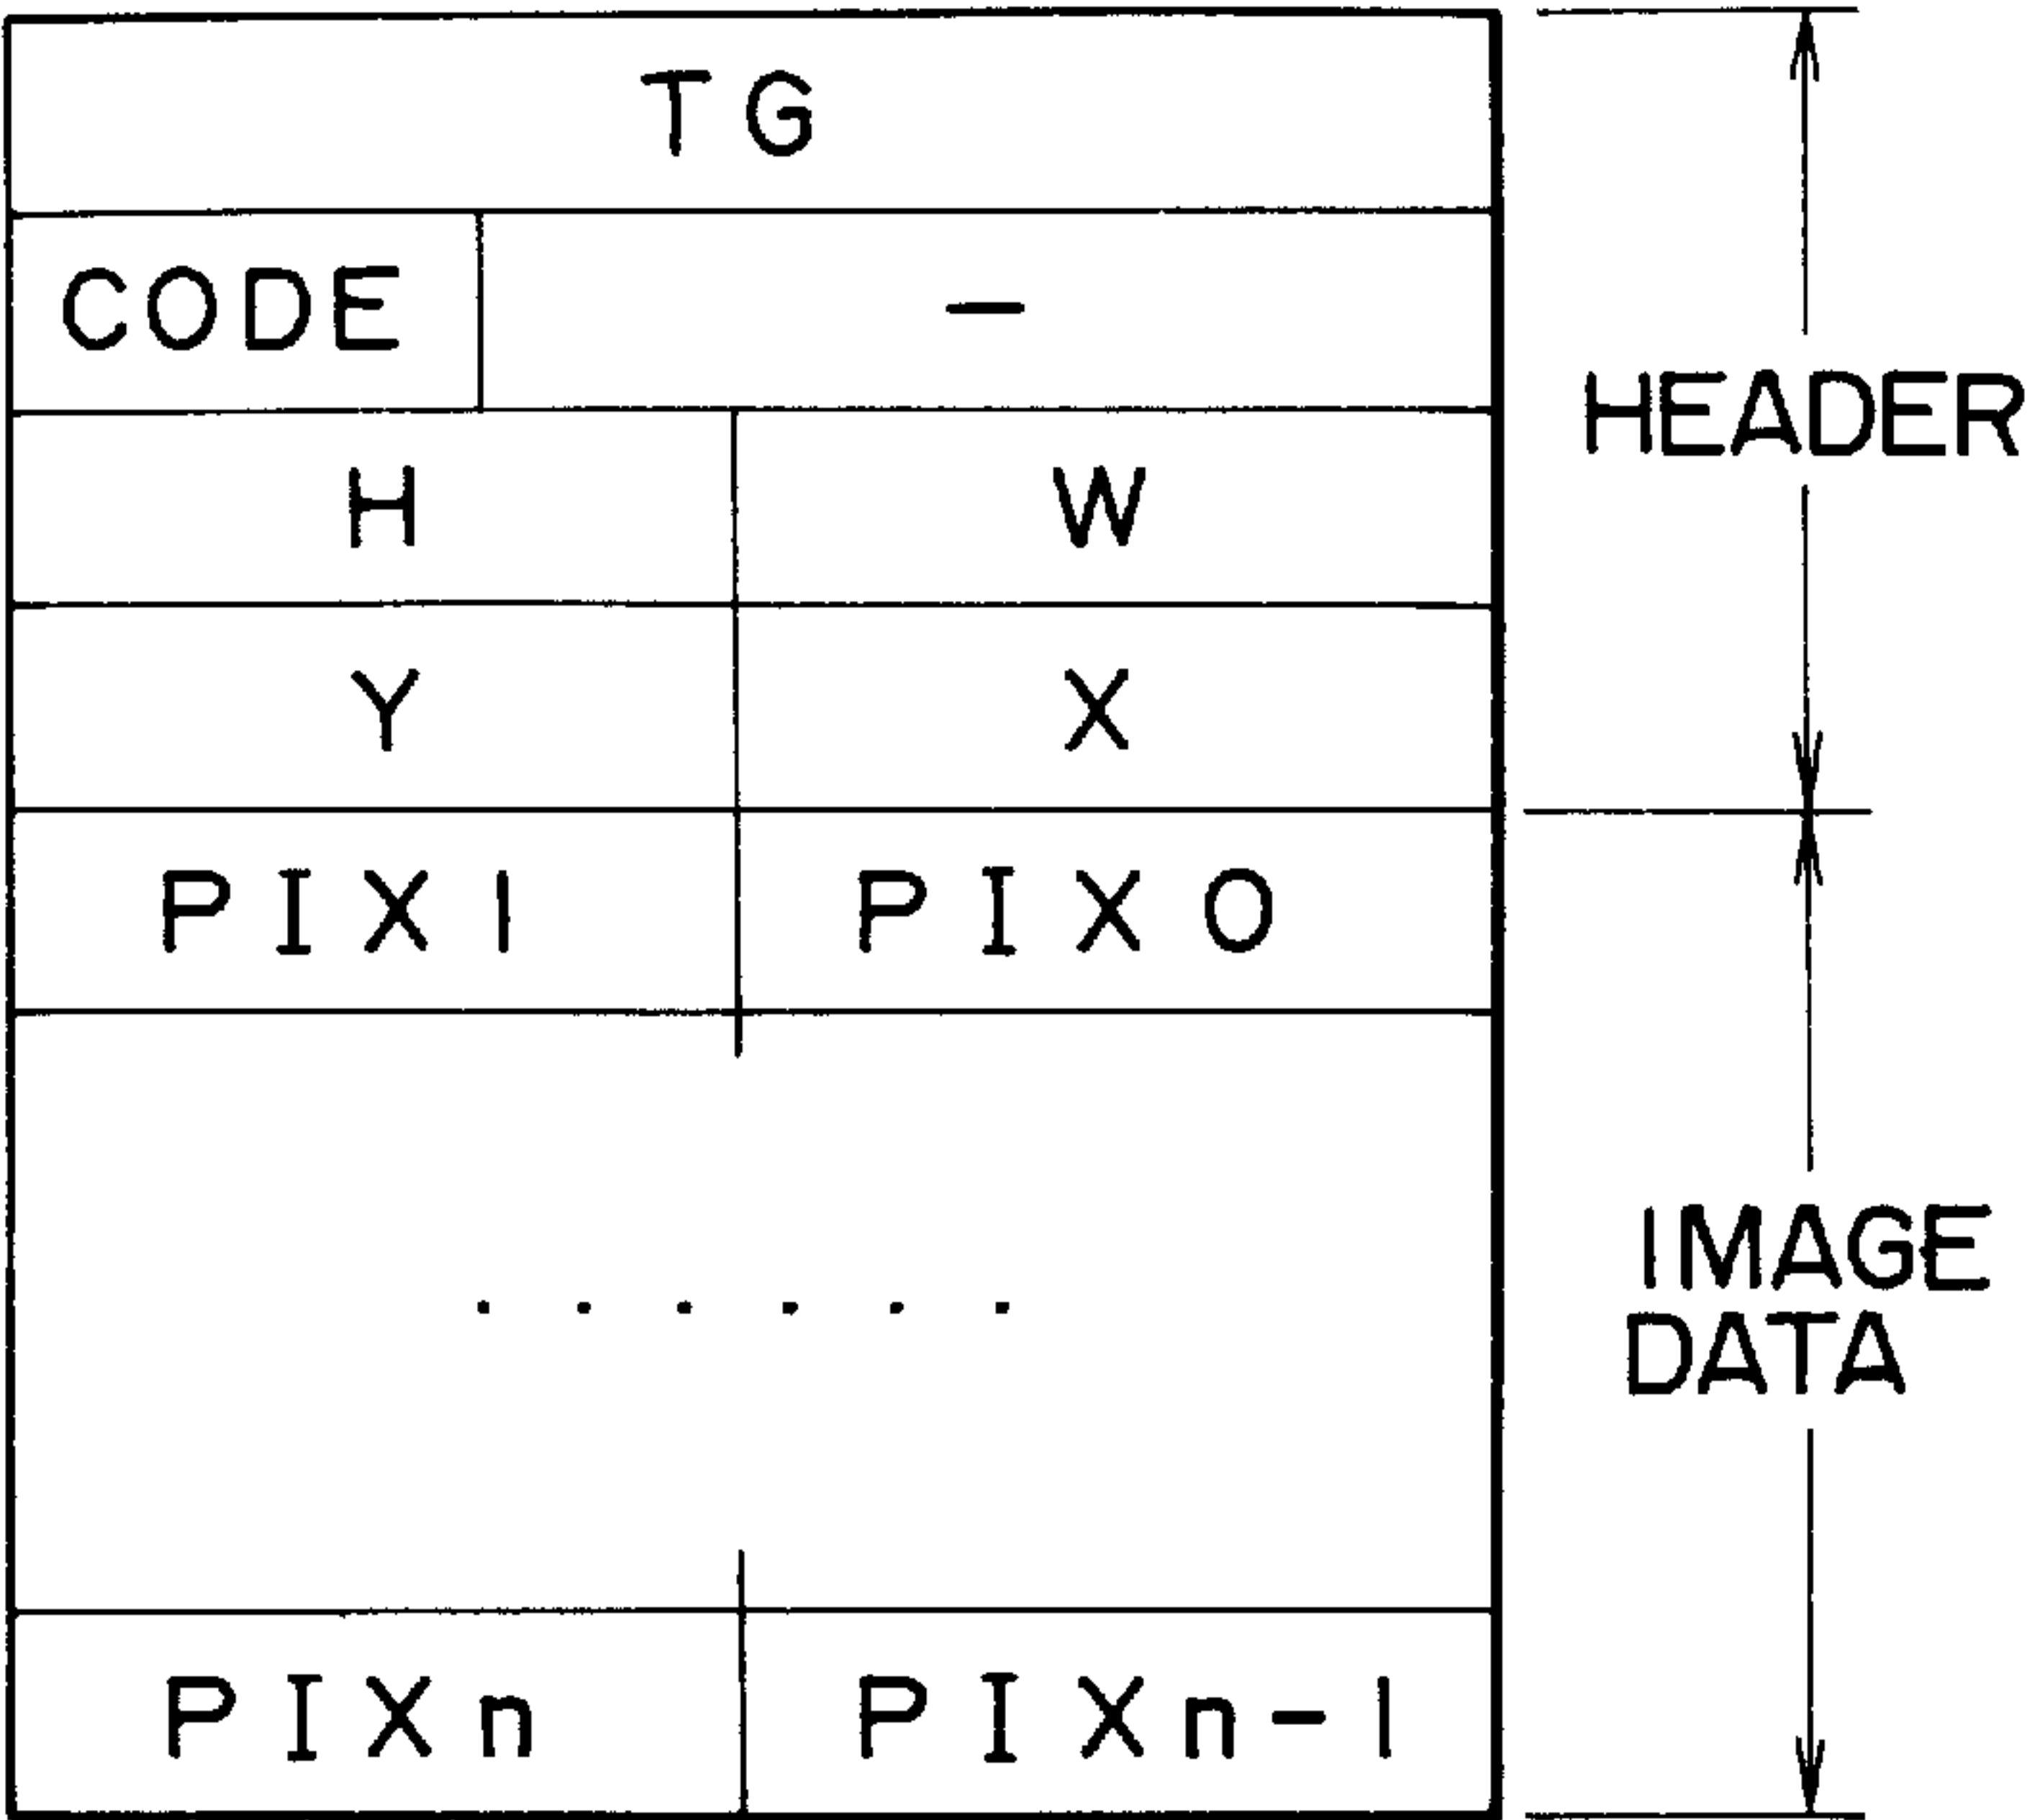 TG
CODE -
H W
Y X
PIX1 PIX0
. . . . . .
PIXn PIXn-1
HEADER
IMAGE
DATA